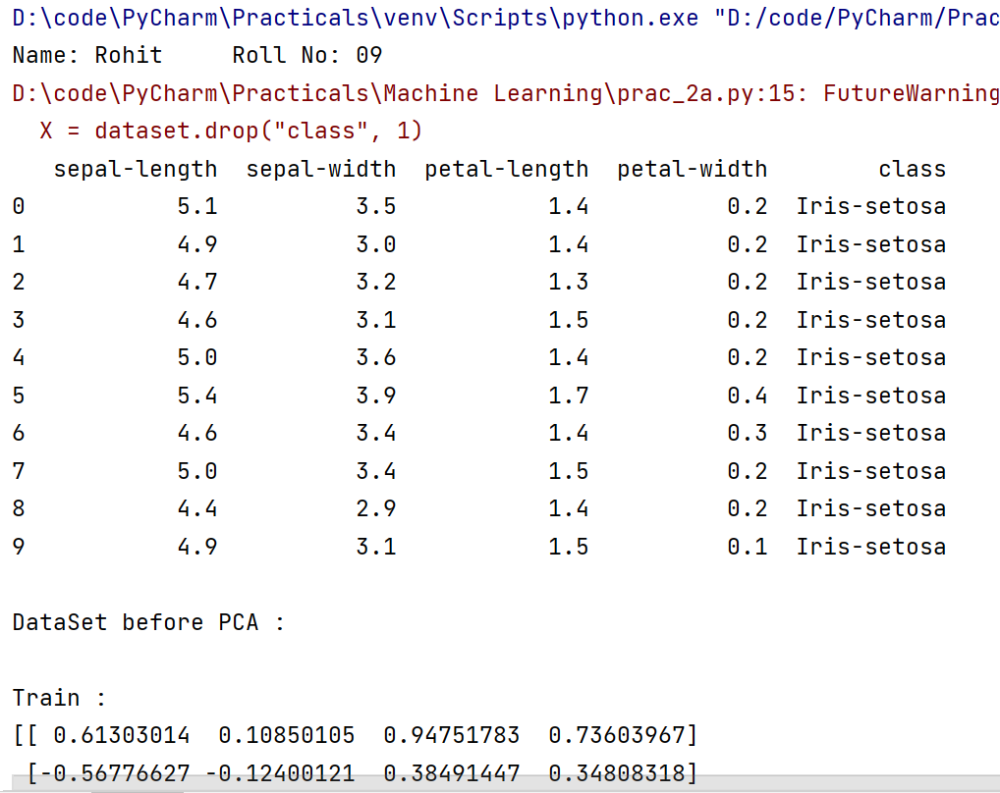 D:\code\PyCharm\Practicals\venv\Scripts\python.exe "D:/code/PyCharm/Prac
Name: Rohit     Roll No: 09
D:\code\PyCharm\Practicals\Machine Learning\prac_2a.py:15: FutureWarning
  X = dataset.drop("class", 1)
   sepal-length  sepal-width  petal-length  petal-width        class
0           5.1          3.5           1.4          0.2  Iris-setosa
1           4.9          3.0           1.4          0.2  Iris-setosa
2           4.7          3.2           1.3          0.2  Iris-setosa
3           4.6          3.1           1.5          0.2  Iris-setosa
4           5.0          3.6           1.4          0.2  Iris-setosa
5           5.4          3.9           1.7          0.4  Iris-setosa
6           4.6          3.4           1.4          0.3  Iris-setosa
7           5.0          3.4           1.5          0.2  Iris-setosa
8           4.4          2.9           1.4          0.2  Iris-setosa
9           4.9          3.1           1.5          0.1  Iris-setosa
DataSet before PCA :
Train :
[[ 0.61303014  0.10850105  0.94751783  0.73603967]
 [-0.56776627 -0.12400121  0.38491447  0.34808318]